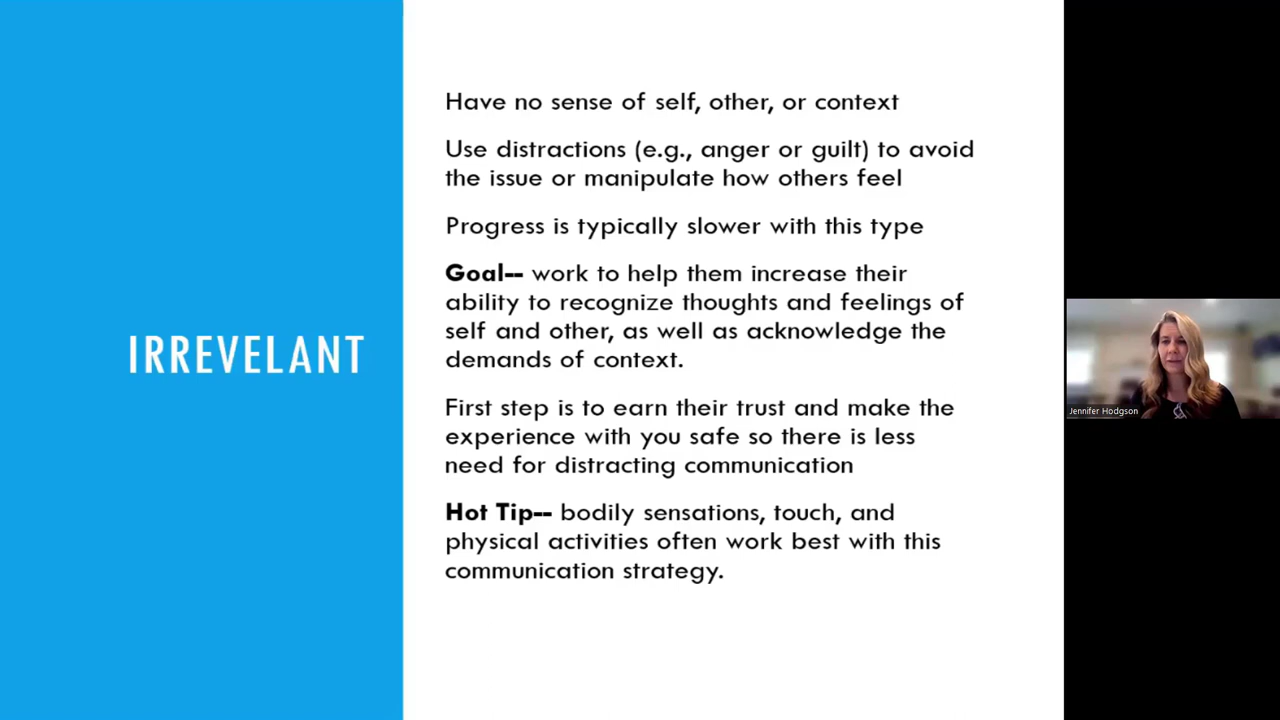 IRREVELANT
Have no sense of self, other, or context
Use distractions (e.g., anger or guilt) to avoid
the issue or manipulate how others feel
Progress is typically slower with this type
Goal-- work to help them increase their
ability to recognize thoughts and feelings of
self and other, as well as acknowledge the
demands of context.
First step is to earn their trust and make the
experience with you safe so there is less
need for distracting communication
Hot Tip-- bodily sensations, touch, and
physical activities often work best with this
communication strategy.
Jennifer Hodgson